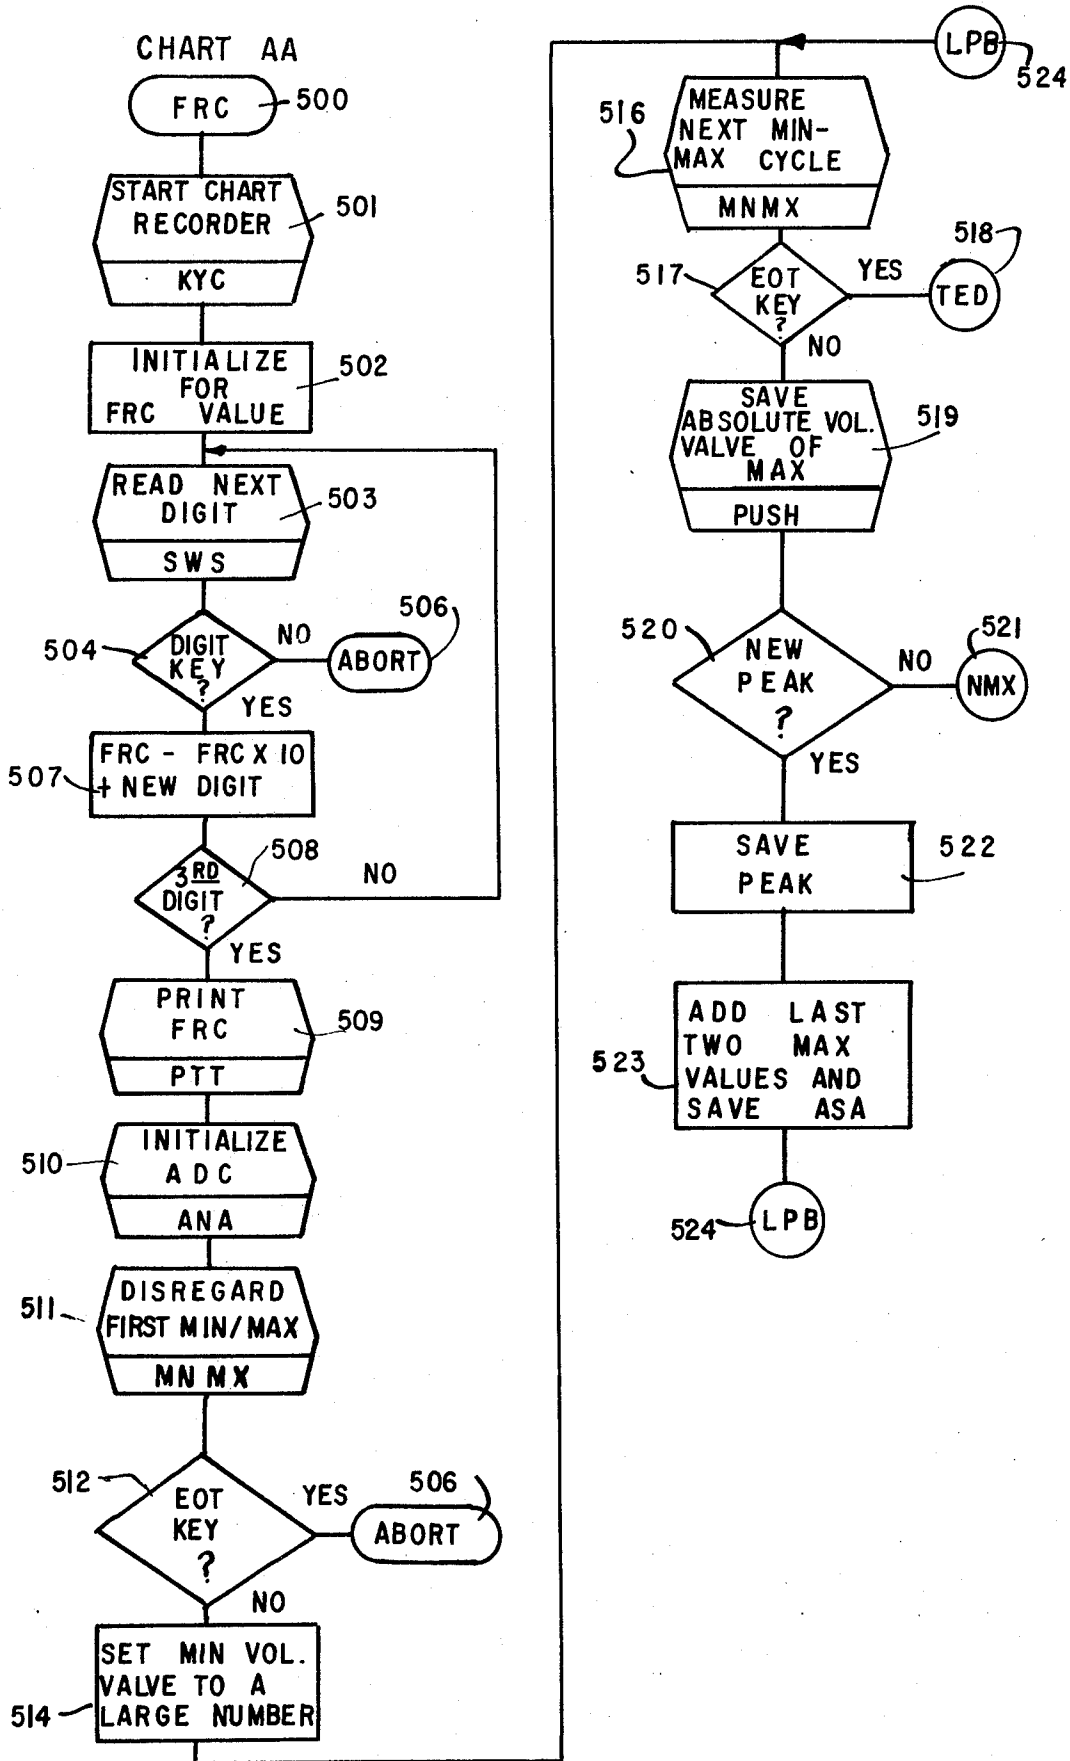 CHART AA
FRC
500
START CHART
RECORDER
501
KYC
INITIALIZE
FOR
FRC VALUE
502
READ NEXT
DIGIT
503
SWS
504
DIGIT
KEY
?
NO
ABORT
506
YES
507
FRC - FRC X 10
+ NEW DIGIT
3RD
DIGIT
?
508
NO
YES
PRINT
FRC
509
PTT
510
INITIALIZE
ADC
ANA
511
DISREGARD
FIRST MIN/MAX
MNMX
512
EOT
KEY
?
YES
ABORT
506
NO
514
SET MIN VOL.
VALVE TO A
LARGE NUMBER
LPB
524
516
MEASURE
NEXT MIN-
MAX CYCLE
MNMX
517
EOT
KEY
?
YES
TED
518
NO
SAVE
ABSOLUTE VOL.
VALVE OF
MAX
519
PUSH
520
NEW
PEAK
?
NO
NMX
521
YES
SAVE
PEAK
522
523
ADD LAST
TWO MAX
VALUES AND
SAVE ASA
524
LPB